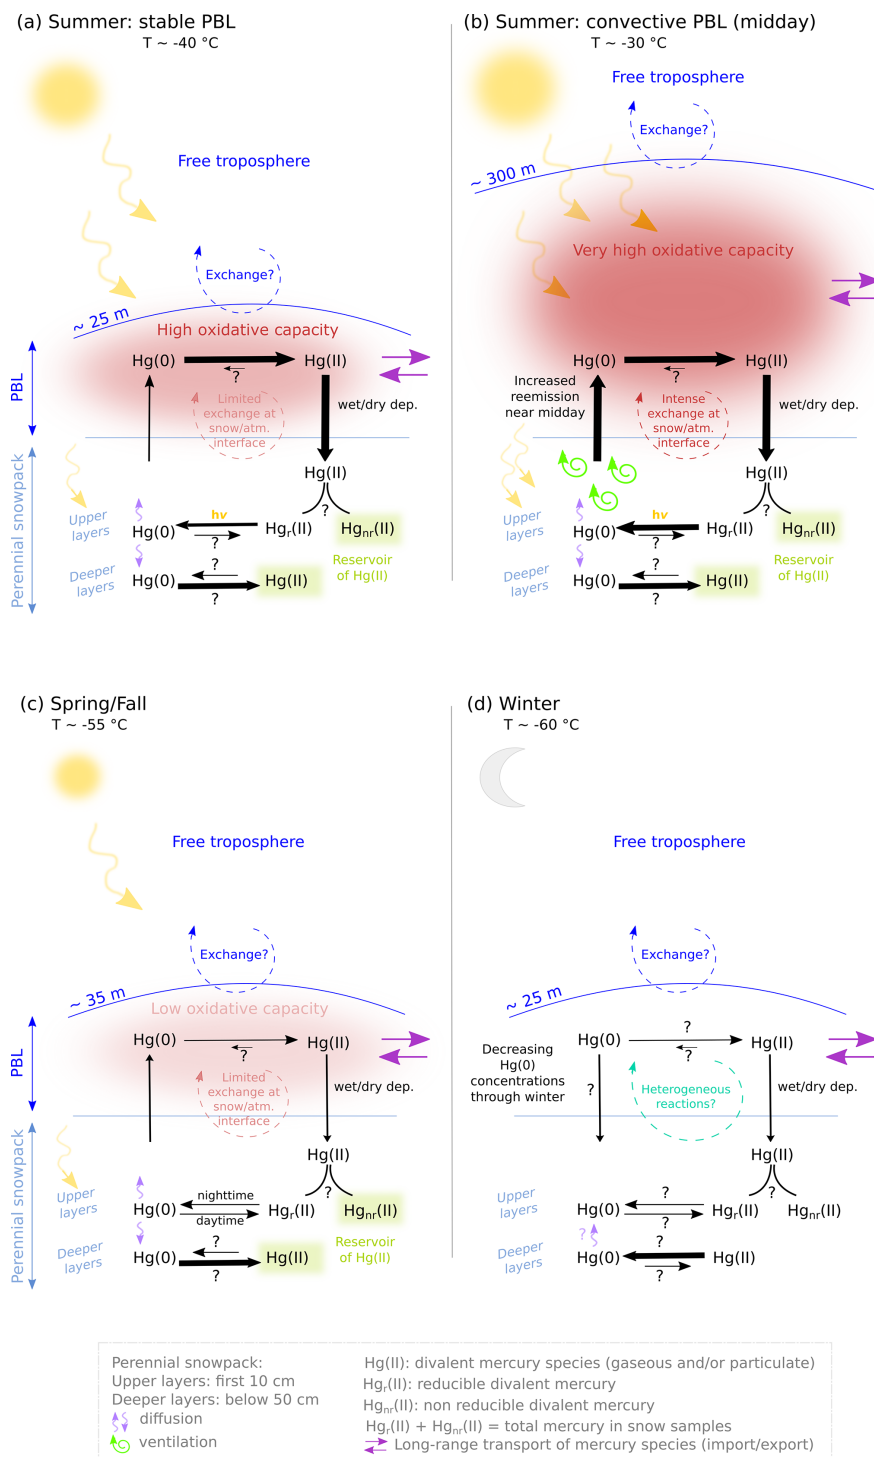 (a) Summer: stable PBL
T ~ -40 °C
Free troposphere
Exchange?
~ 25 m
High oxidative capacity
Hg(0)
Hg(II)
?
PBL
Limited
exchange at
snow/atm.
interface
wet/dry dep.
Perennial snowpack
Hg(II)
Upper
layers
hv
?
Hg(0)
Hgr(II)
?
Hgnr(II)
Reservoir
of Hg(II)
Deeper
layers
?
Hg(0)
Hg(II)
?
(b) Summer: convective PBL (midday)
T ~ -30 °C
Free troposphere
Exchange?
~ 300 m
Very high oxidative capacity
Hg(0)
Hg(II)
?
Increased
reemission
near midday
Intense
exchange at
snow/atm.
interface
wet/dry dep.
Hg(II)
Upper
layers
hv
?
Hg(0)
Hgr(II)
?
Hgnr(II)
Reservoir
of Hg(II)
Deeper
layers
?
Hg(0)
Hg(II)
?
(c) Spring/Fall
T ~ -55 °C
Free troposphere
Exchange?
~ 35 m
Low oxidative capacity
Hg(0)
Hg(II)
?
PBL
Limited
exchange at
snow/atm.
interface
wet/dry dep.
Perennial snowpack
Hg(II)
Upper
layers
nighttime
?
Hg(0)
Hgr(II)
Hgnr(II)
daytime
Reservoir
of Hg(II)
Deeper
layers
?
Hg(0)
Hg(II)
?
(d) Winter
T ~ -60 °C
Free troposphere
Exchange?
~ 25 m
?
Hg(0)
Hg(II)
?
Decreasing
Hg(0)
concentrations
through winter
?
Heterogeneous
reactions?
wet/dry dep.
Hg(II)
Upper
layers
?
?
Hg(0)
Hgr(II)
Hgnr(II)
?
?
Deeper
layers
Hg(0)
Hg(II)
?
Perennial snowpack:
Upper layers: first 10 cm
Deeper layers: below 50 cm
diffusion
ventilation
Hg(II): divalent mercury species (gaseous and/or particulate)
Hgr(II): reducible divalent mercury
Hgnr(II): non reducible divalent mercury
Hgr(II) + Hgnr(II) = total mercury in snow samples
Long-range transport of mercury species (import/export)